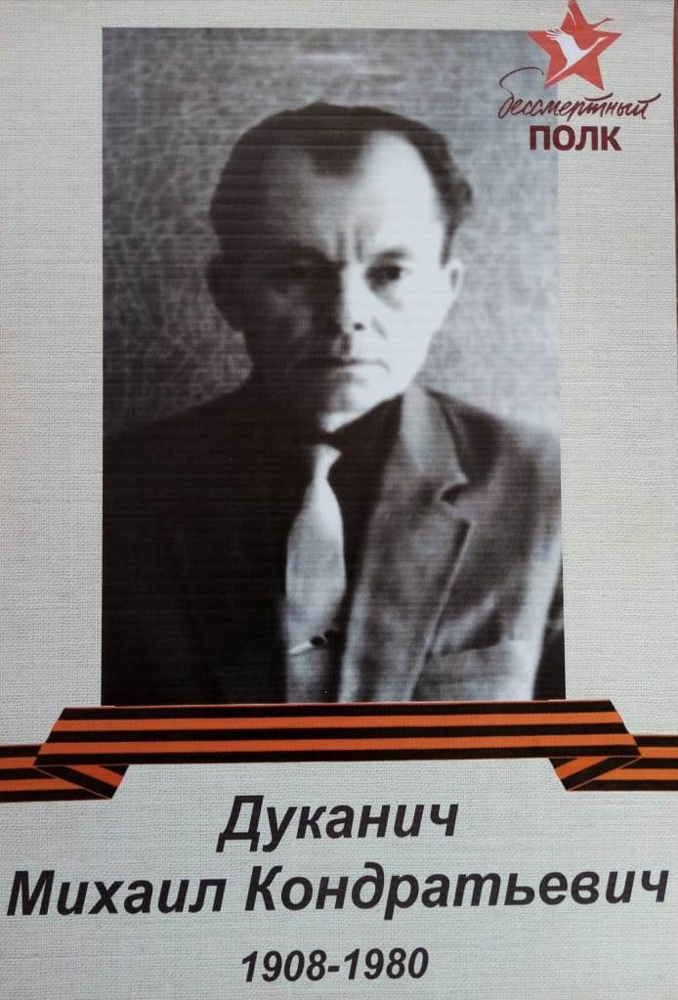 бессмертный
ПОЛК
Дуканич
Михаил Кондратьевич
1908-1980